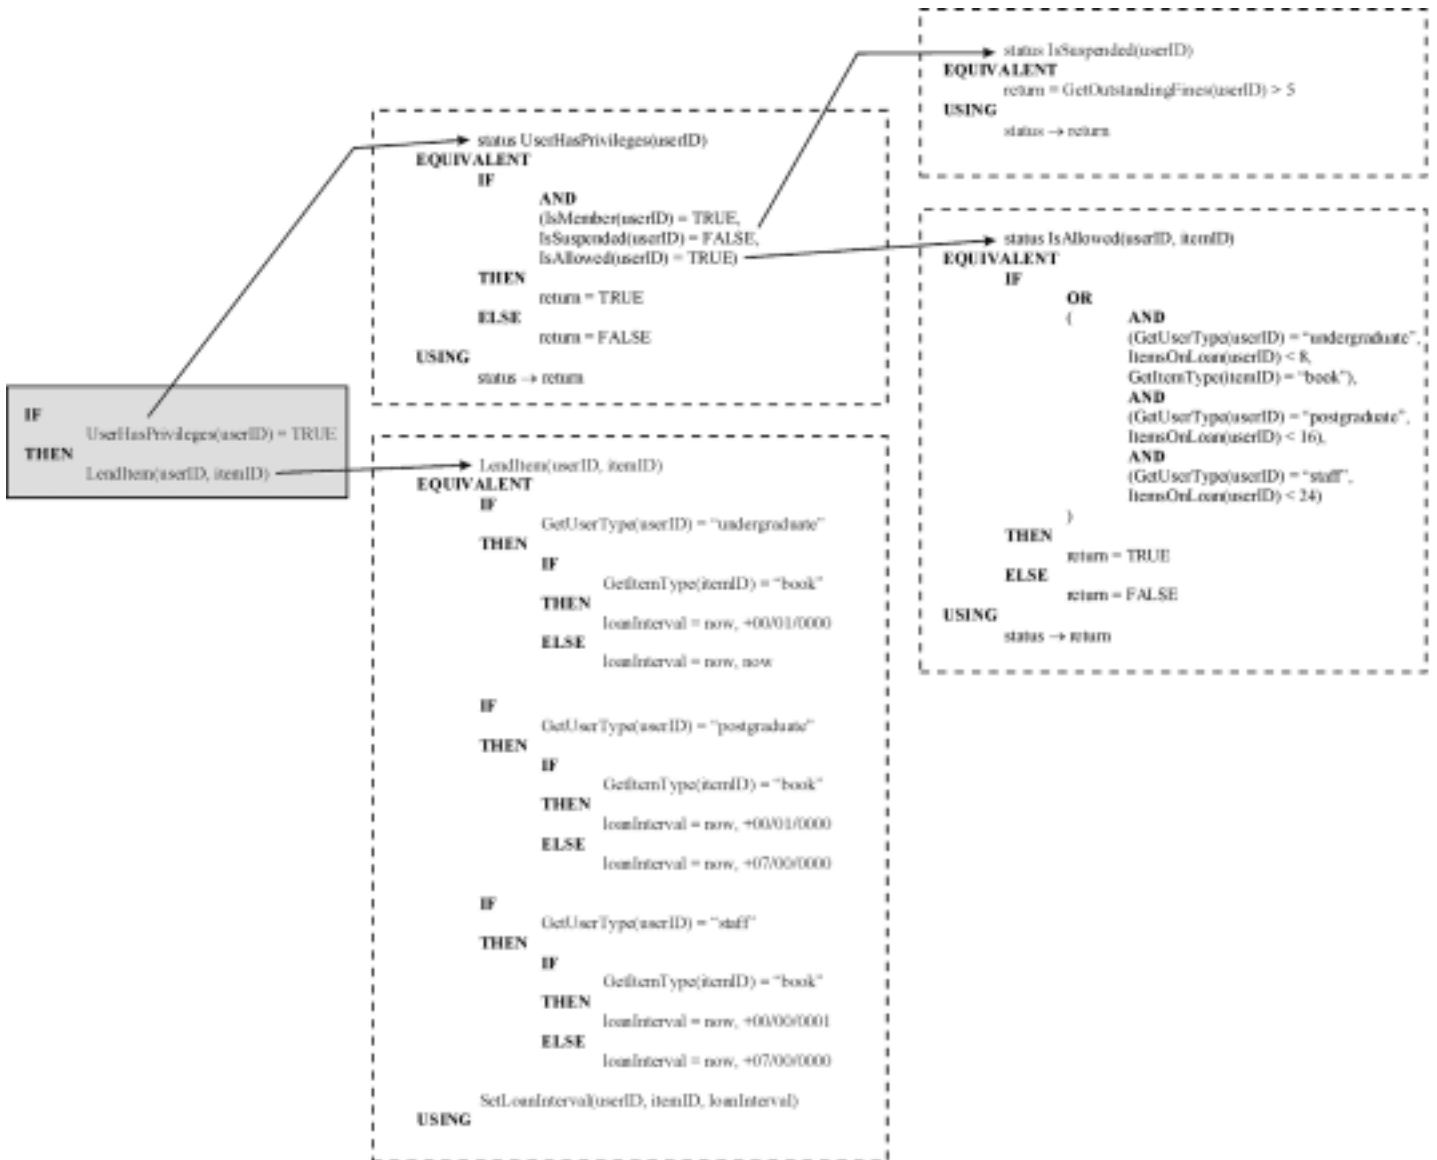 IF
UserHasPrivileges(userID) = TRUE
THEN
LendItem(userID, itemID)
status UserHasPrivileges(userID)
EQUIVALENT
IF
AND
(IsMember(userID) = TRUE,
IsSuspended(userID) = FALSE,
IsAllowed(userID) = TRUE)
THEN
return = TRUE
ELSE
return = FALSE
USING
status → return
LendItem(userID, itemID)
EQUIVALENT
IF
GetUserType(userID) = “undergraduate”
THEN
IF
GetItemType(itemID) = “book”
THEN
loanInterval = now, +00/01/0000
ELSE
loanInterval = now, now
IF
GetUserType(userID) = “postgraduate”
THEN
IF
GetItemType(itemID) = “book”
THEN
loanInterval = now, +00/01/0000
ELSE
loanInterval = now, +07/00/0000
IF
GetUserType(userID) = “staff”
THEN
IF
GetItemType(itemID) = “book”
THEN
loanInterval = now, +00/00/0001
ELSE
loanInterval = now, +07/00/0000
SetLoanInterval(userID, itemID, loanInterval)
USING
status IsSuspended(userID)
EQUIVALENT
return = GetOutstandingFines(userID) > 5
USING
status → return
status IsAllowed(userID, itemID)
EQUIVALENT
IF
OR
( AND
(GetUserType(userID) = “undergraduate”,
ItemsOnLoan(userID) < 8,
GetItemType(itemID) = “book”),
AND
(GetUserType(userID) = “postgraduate”,
ItemsOnLoan(userID) < 16),
AND
(GetUserType(userID) = “staff”,
ItemsOnLoan(userID) < 24)
)
THEN
return = TRUE
ELSE
return = FALSE
USING
status → return